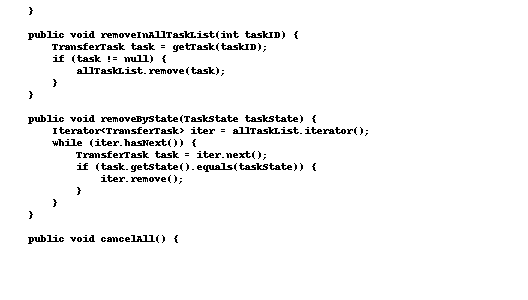 }

public void removeInAllTaskList(int taskID) {
    TransferTask task = getTask(taskID);
    if (task != null) {
        allTaskList.remove(task);
    }
}

public void removeByState(TaskState taskState) {
    Iterator<TransferTask> iter = allTaskList.iterator();
    while (iter.hasNext()) {
        TransferTask task = iter.next();
        if (task.getState().equals(taskState)) {
            iter.remove();
        }
    }
}

public void cancelAll() {